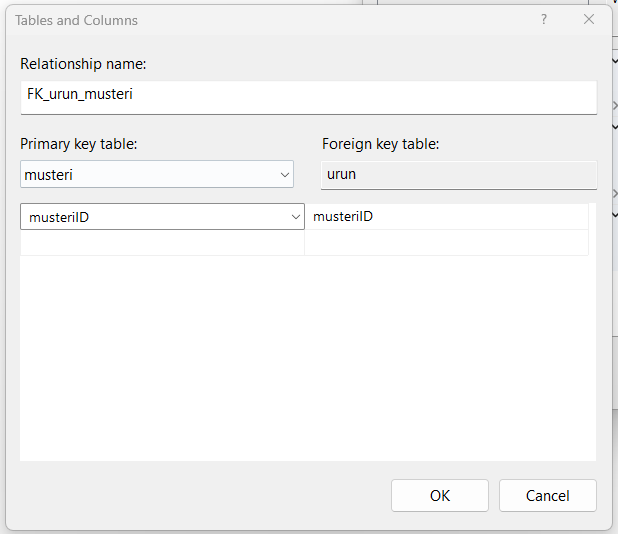 Tables and Columns
?
Relationship name:
FK_urun_musteri
Primary key table:
Foreign key table:
musteri
urun
musteriID
musteriID
OK
Cancel